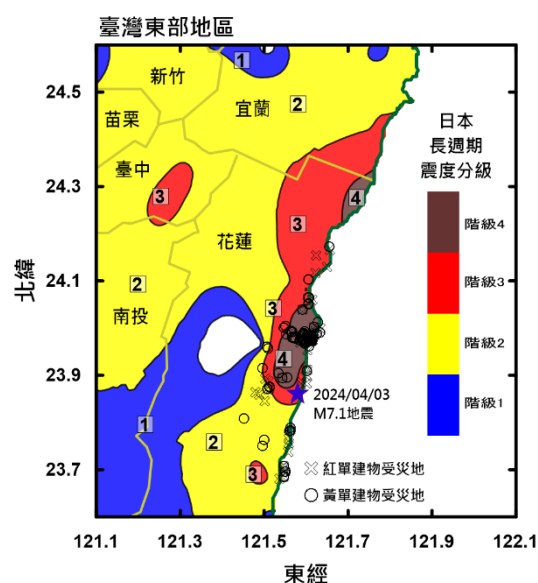 臺灣東部地區
1
24.5
新竹
宜蘭
2
苗栗
日本
長週期
震度分級
臺中
24.3
3
4
階級4
3
花蓮
階級3
北緯
24.1
2
南投
3
階級2
4
23.9
2024/04/03
M7.1地震
階級1
1
2
紅單建物受災地
23.7
3
黃單建物受災地
121.1
121.3
121.5
121.7
121.9
122.1
東經